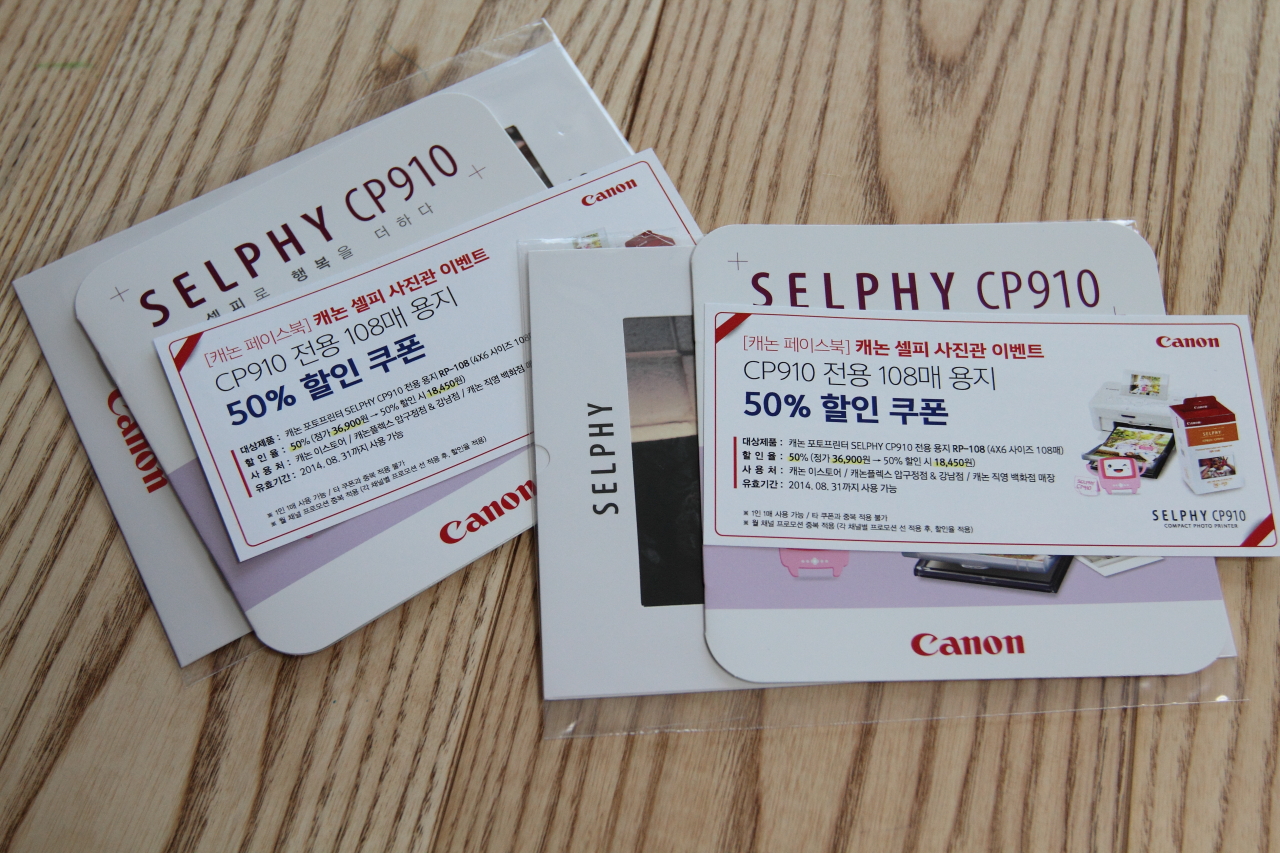 SELPHY CP910
셀피로 행복을 더하다
Canon
Canon
[캐논 페이스북] 캐논 셀피 사진관 이벤트
CP910 전용 108매 용지
50% 할인 쿠폰
대상제품 : 캐논 포토프린터 SELPHY CP910 전용 용지 RP-108 (4X6 사이즈 108매
할 인 율 : 50% (정가 36,900원 → 50% 할인 시 18,450원)
사 용 처 : 캐논 이스토어 / 캐논플렉스 압구정점 & 강남점 / 캐논 직영 백화점 매
유효기간 : 2014. 08. 31까지 사용 가능
※ 1인 1매 사용 가능 / 타 쿠폰과 중복 적용 불가
※ 월 채널 프로모션 중복 적용 (각 채널별 프로모션 선 적용 후, 할인율 적용)
Canon
SELPHY
SELPHY CP910
Canon
[캐논 페이스북] 캐논 셀피 사진관 이벤트
CP910 전용 108매 용지
50% 할인 쿠폰
대상제품 : 캐논 포토프린터 SELPHY CP910 전용 용지 RP-108 (4X6 사이즈 108매)
할 인 율 : 50% (정가 36,900원 → 50% 할인 시 18,450원)
사 용 처 : 캐논 이스토어 / 캐논플렉스 압구정점 & 강남점 / 캐논 직영 백화점 매장
유효기간 : 2014. 08. 31까지 사용 가능
※ 1인 1매 사용 가능 / 타 쿠폰과 중복 적용 불가
※ 월 채널 프로모션 중복 적용 (각 채널별 프로모션 선 적용 후, 할인율 적용)
SELPHY CP910
COMPACT PHOTO PRINTER
Canon